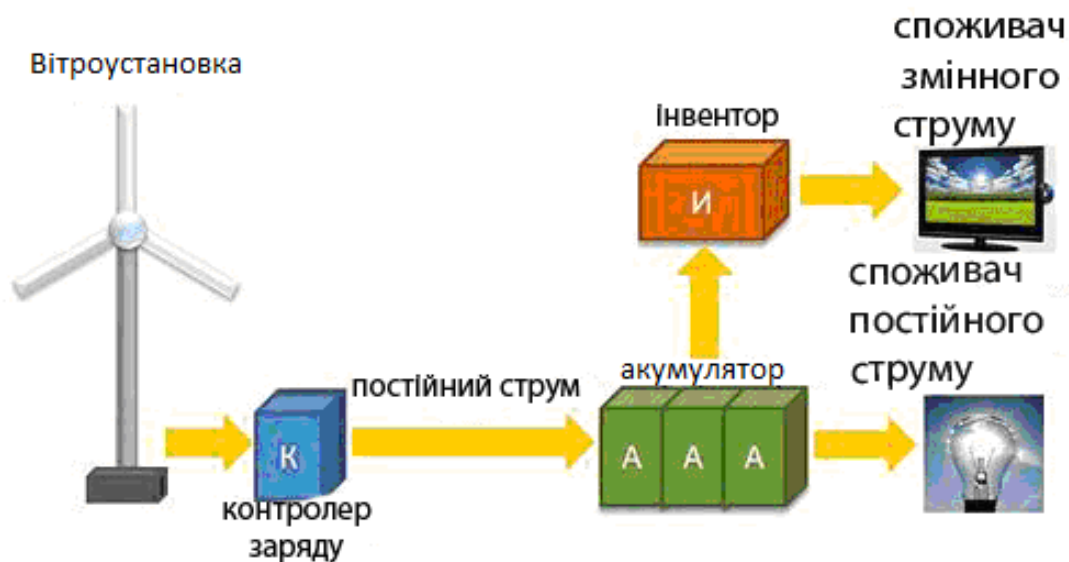 Вітроустановка
споживач
змінного
струму
інвентор
И
споживач
постійного
струму
акумулятор
постійний струм
К
А А А
контролер
заряду